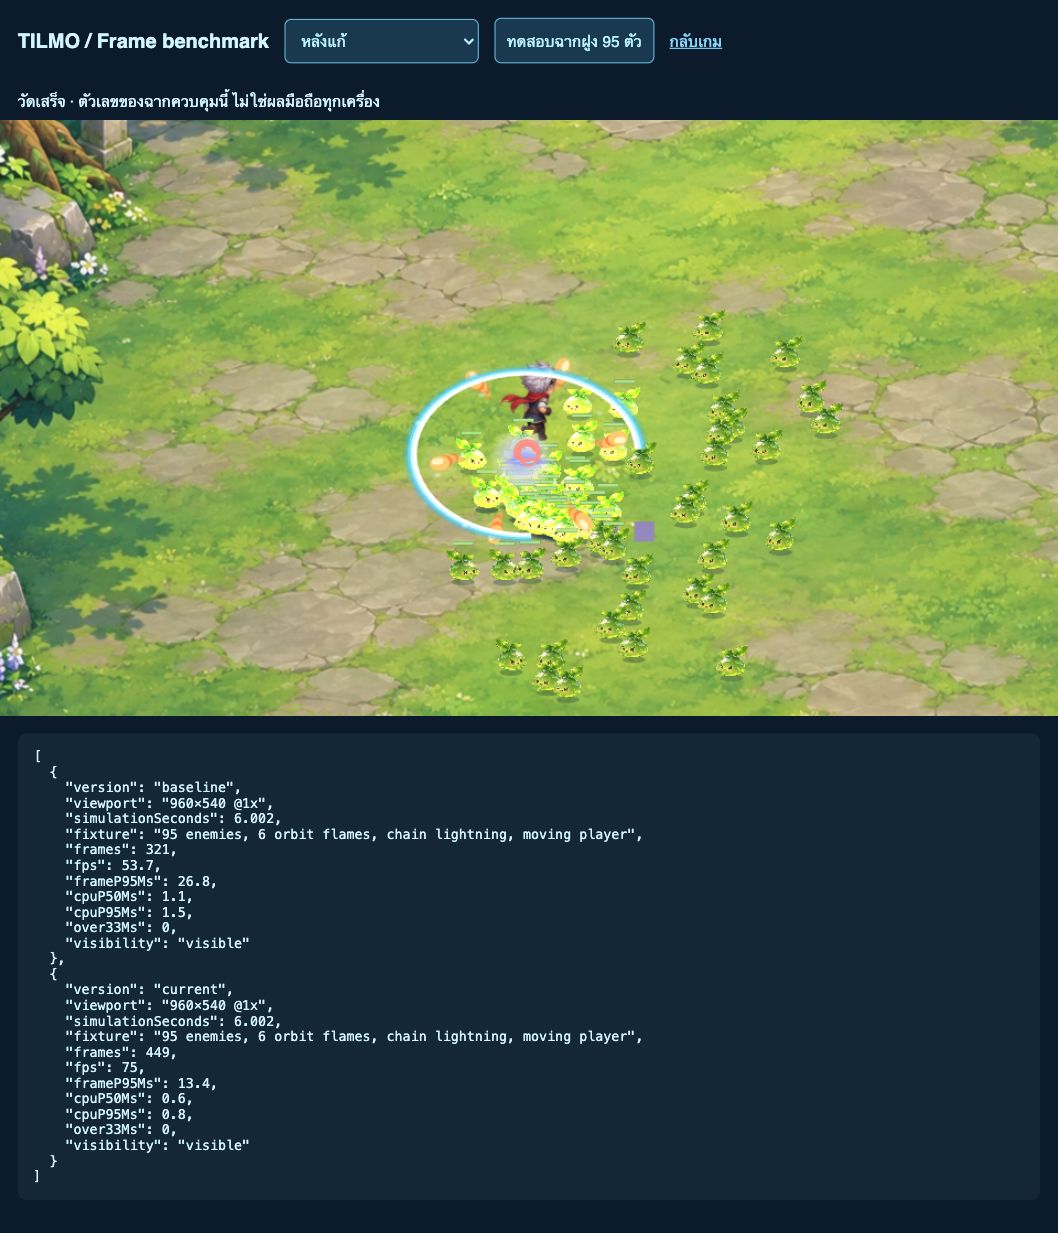 TILMO / Frame benchmark หลังแก้ ทดสอบฉากฝูง 95 ตัว กลับเกม
วัดเสร็จ · ตัวเลขของฉากควบคุมนี้ ไม่ใช่ผลมือถือทุกเครื่อง
[
  {
    "version": "baseline",
    "viewport": "960×540 @1x",
    "simulationSeconds": 6.002,
    "fixture": "95 enemies, 6 orbit flames, chain lightning, moving player",
    "frames": 321,
    "fps": 53.7,
    "frameP95Ms": 26.8,
    "cpuP50Ms": 1.1,
    "cpuP95Ms": 1.5,
    "over33Ms": 0,
    "visibility": "visible"
  },
  {
    "version": "current",
    "viewport": "960×540 @1x",
    "simulationSeconds": 6.002,
    "fixture": "95 enemies, 6 orbit flames, chain lightning, moving player",
    "frames": 449,
    "fps": 75,
    "frameP95Ms": 13.4,
    "cpuP50Ms": 0.6,
    "cpuP95Ms": 0.8,
    "over33Ms": 0,
    "visibility": "visible"
  }
]